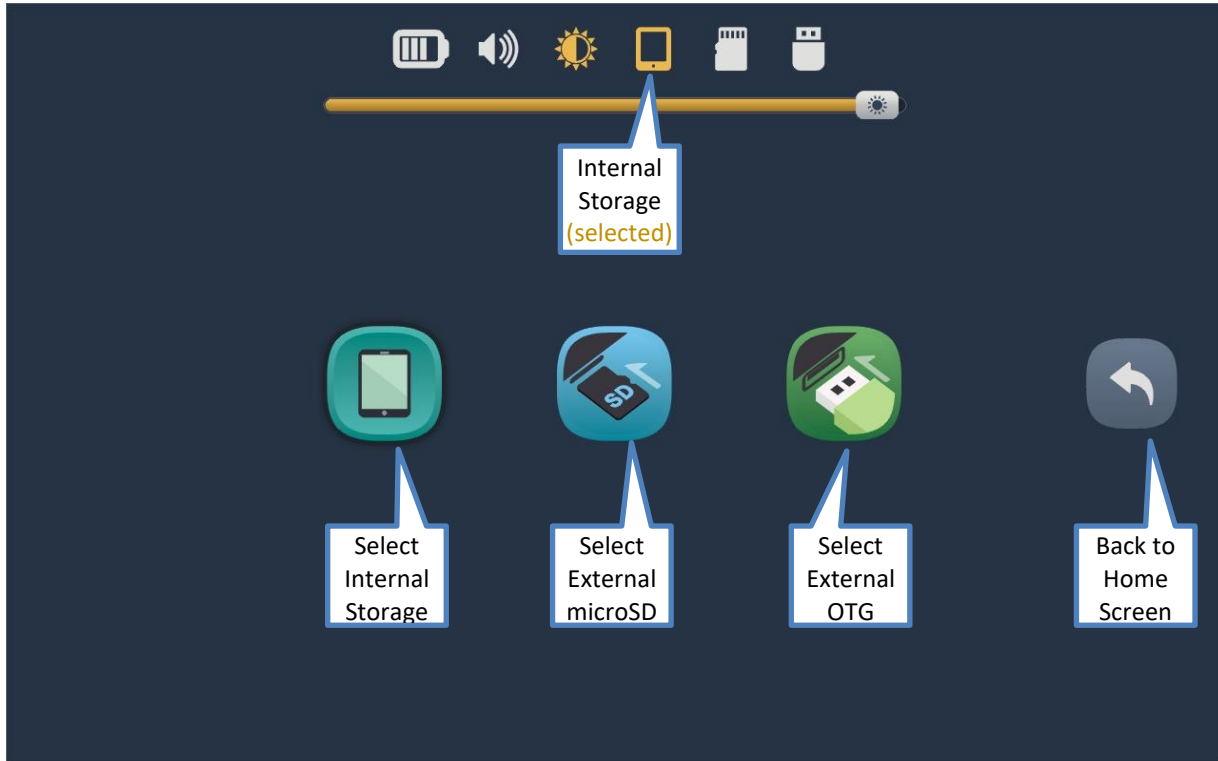 Internal
Storage
(selected)
Select
Internal
Storage
Select
External
microSD
SD
Select
External
OTG
Back to
Home
Screen